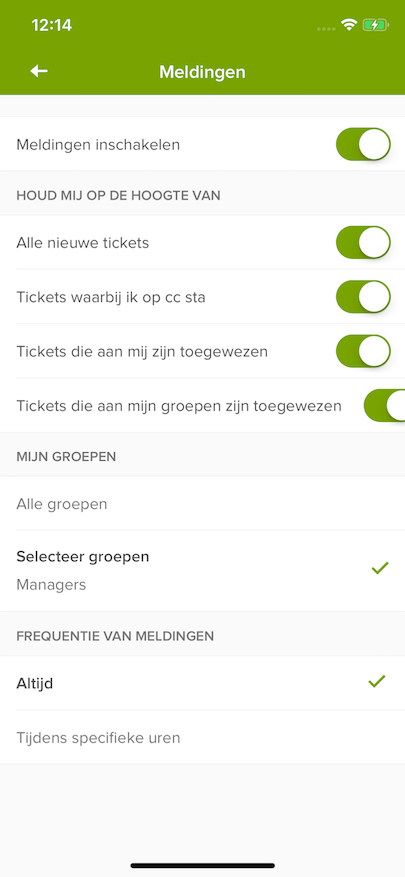 12:14
Meldingen
Meldingen inschakelen
HOUD MIJ OP DE HOOGTE VAN
Alle nieuwe tickets
Tickets waarbij ik op cc sta
Tickets die aan mij zijn toegewezen
Tickets die aan mijn groepen zijn toegewezen
MIJN GROEPEN
Alle groepen
Selecteer groepen
Managers
FREQUENTIE VAN MELDINGEN
Altijd
Tijdens specifieke uren